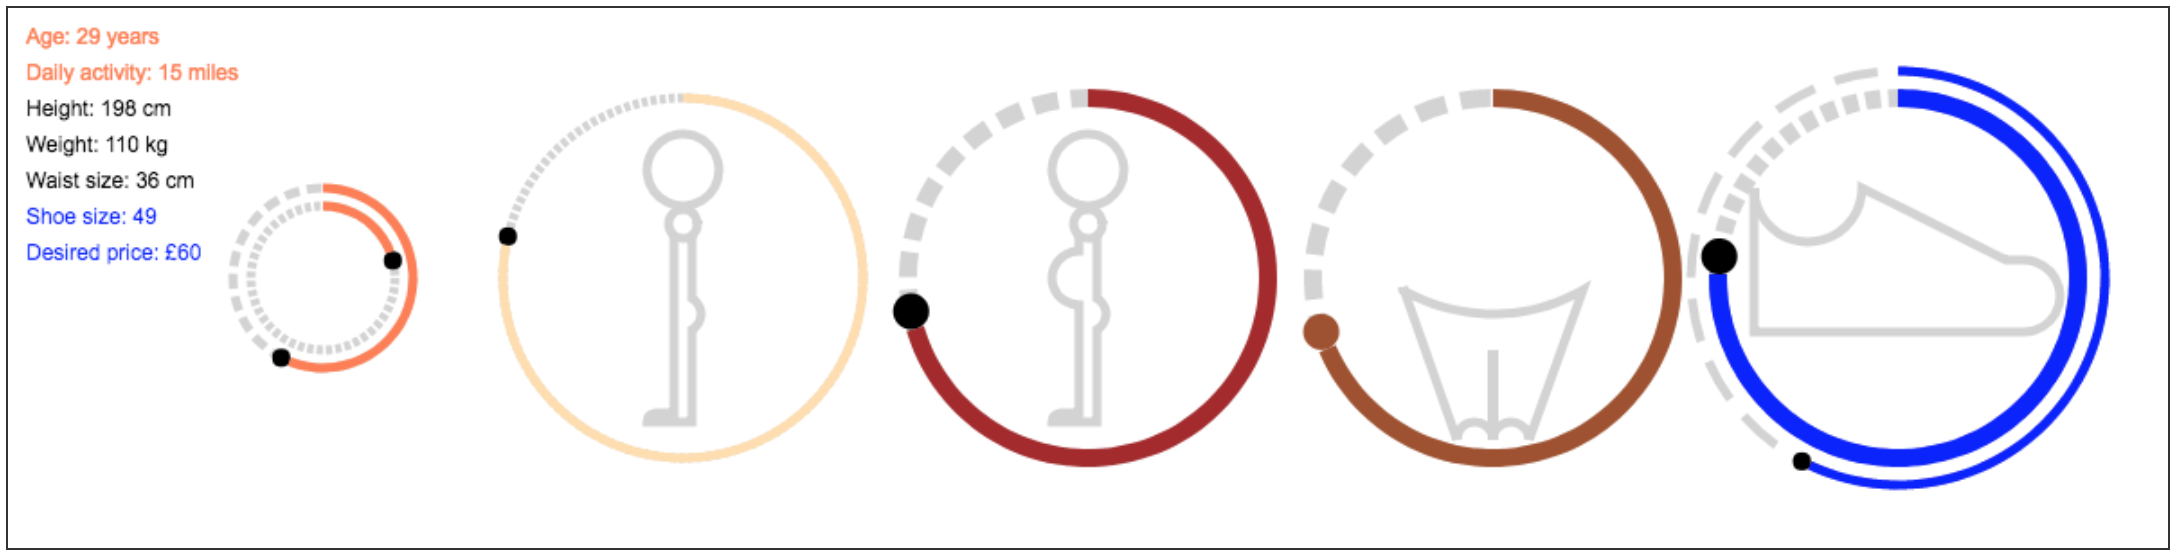 Age: 29 years
Daily activity: 15 miles
Height: 198 cm
Weight: 110 kg
Waist size: 36 cm
Shoe size: 49
Desired price: £60